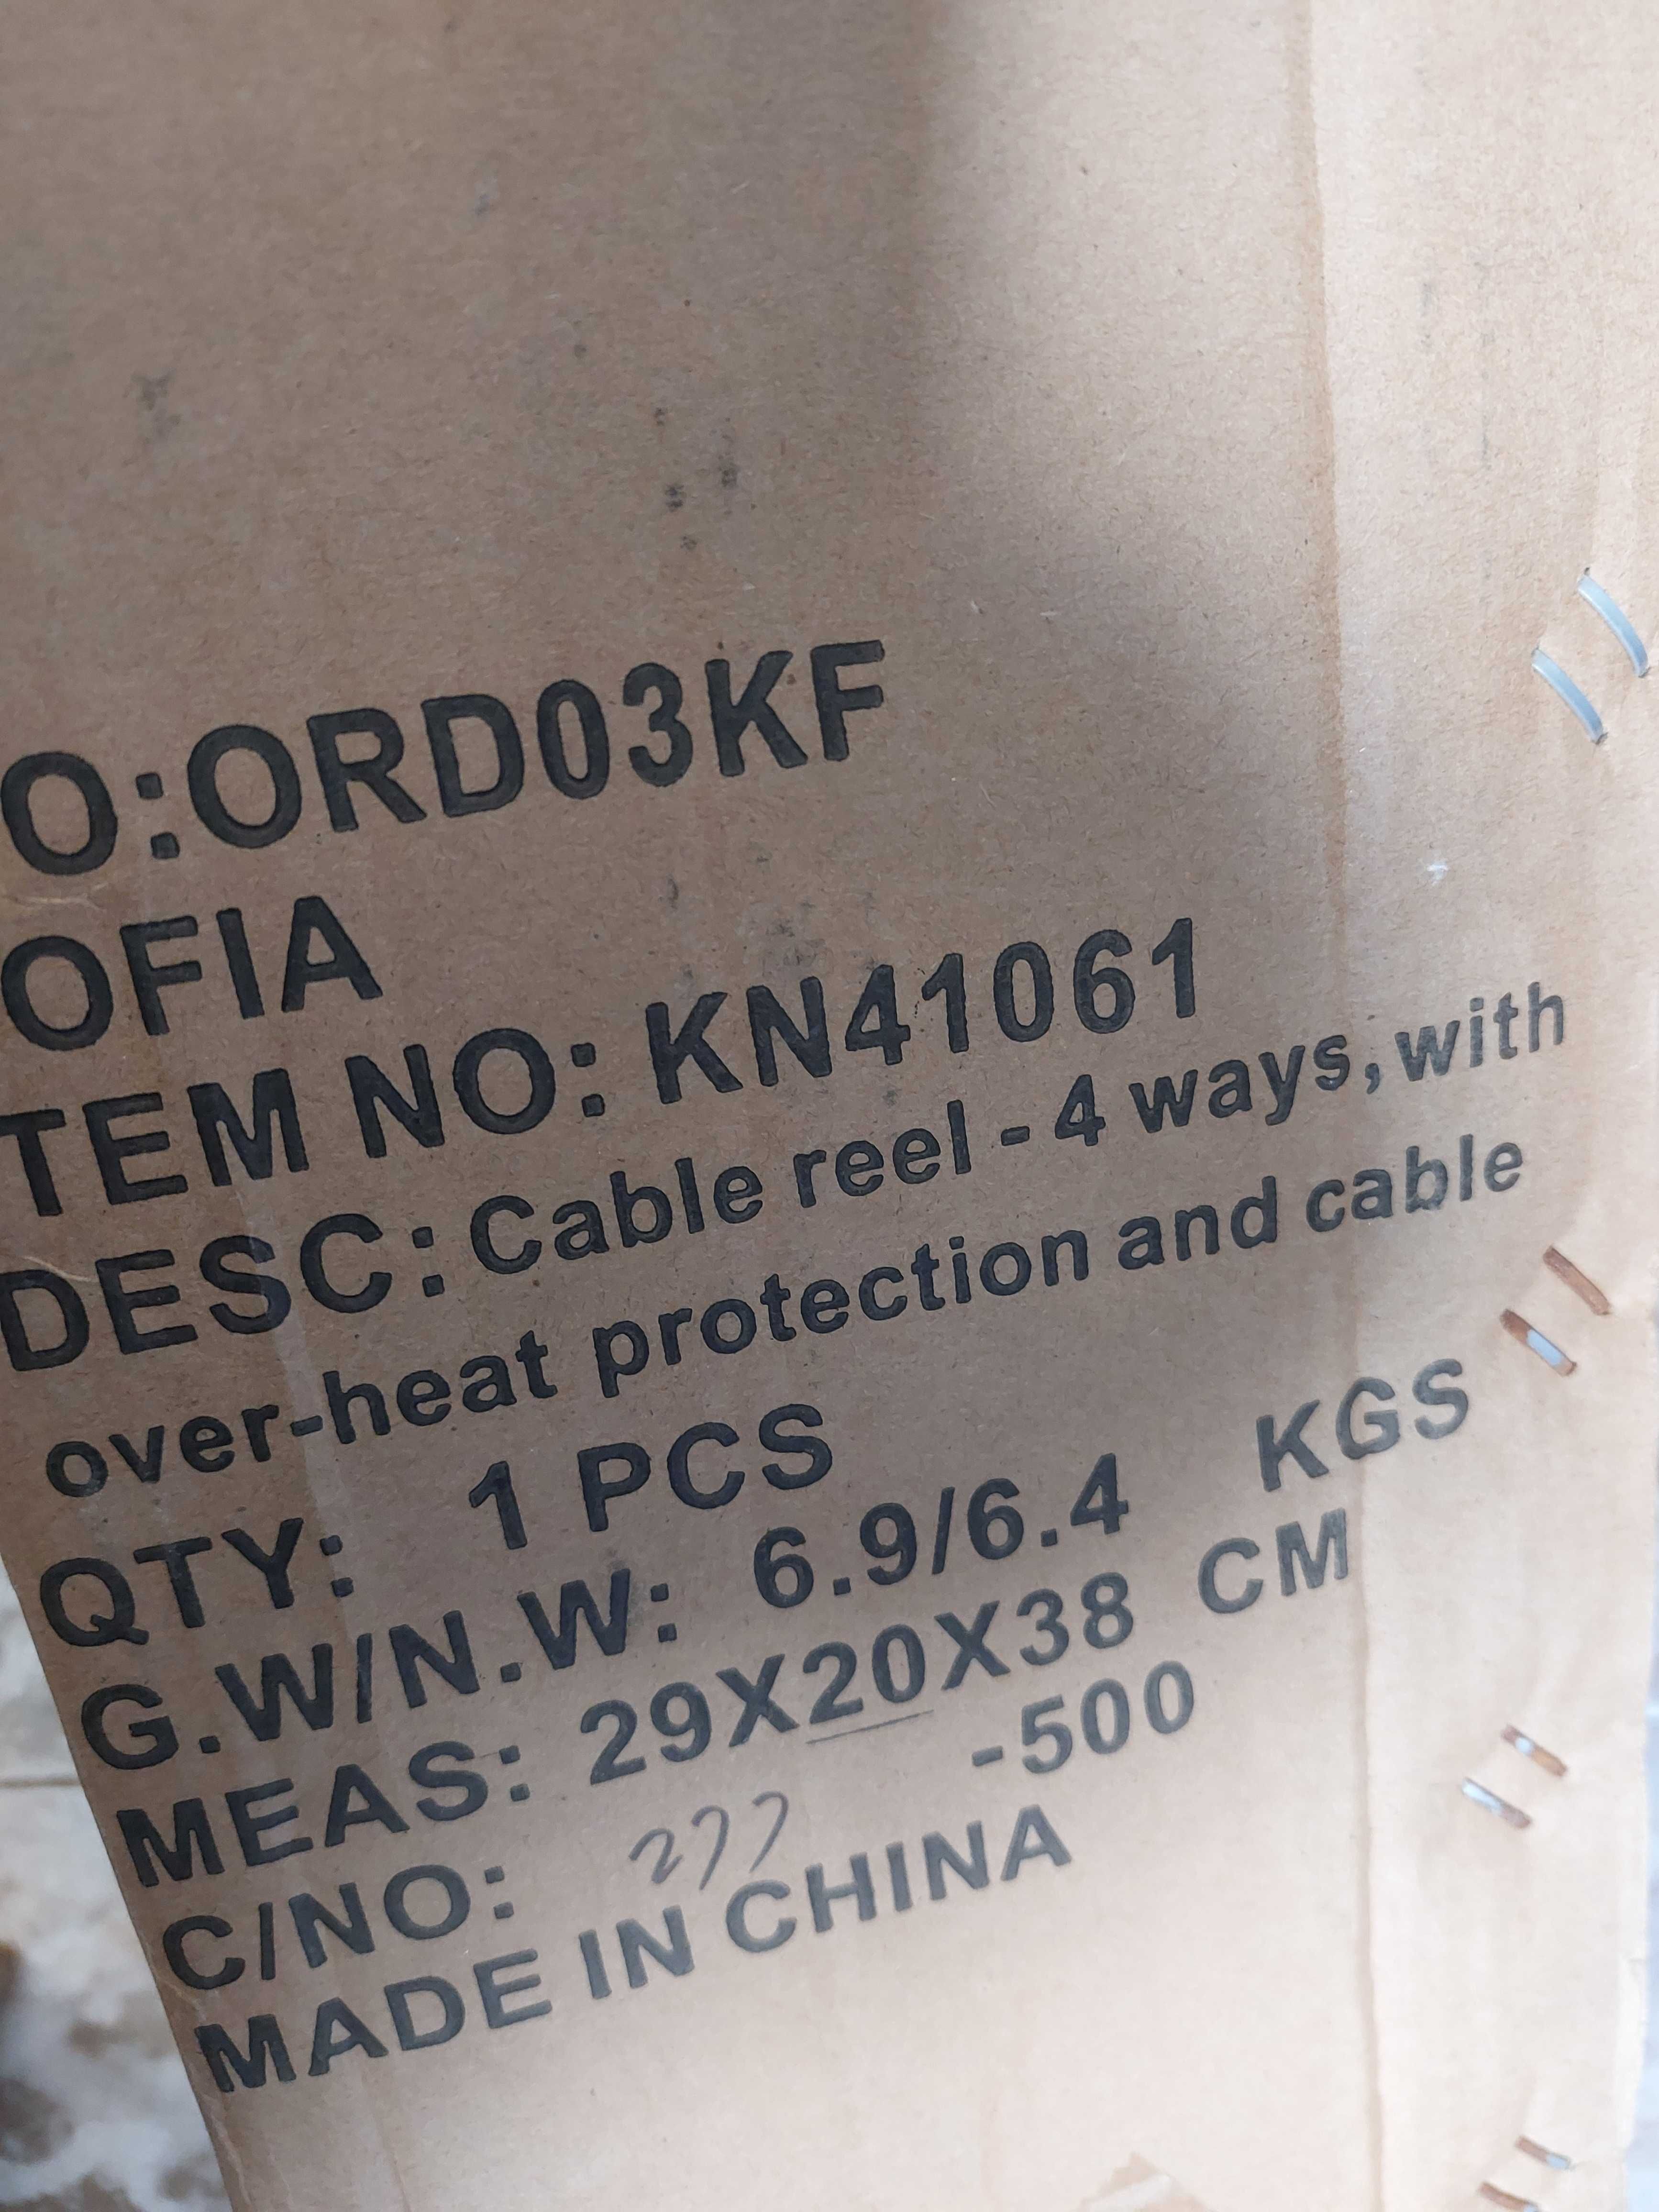 O:ORD03KF
OFIA
TEM NO: KN41061
DESC: Cable reel - 4 ways, with
over-heat protection and cable
QTY: 1 PCS
G.W/N.W: 6.9/6.4 KGS
MEAS: 29X20X38 CM
C/NO: 277 -500
MADE IN CHINA